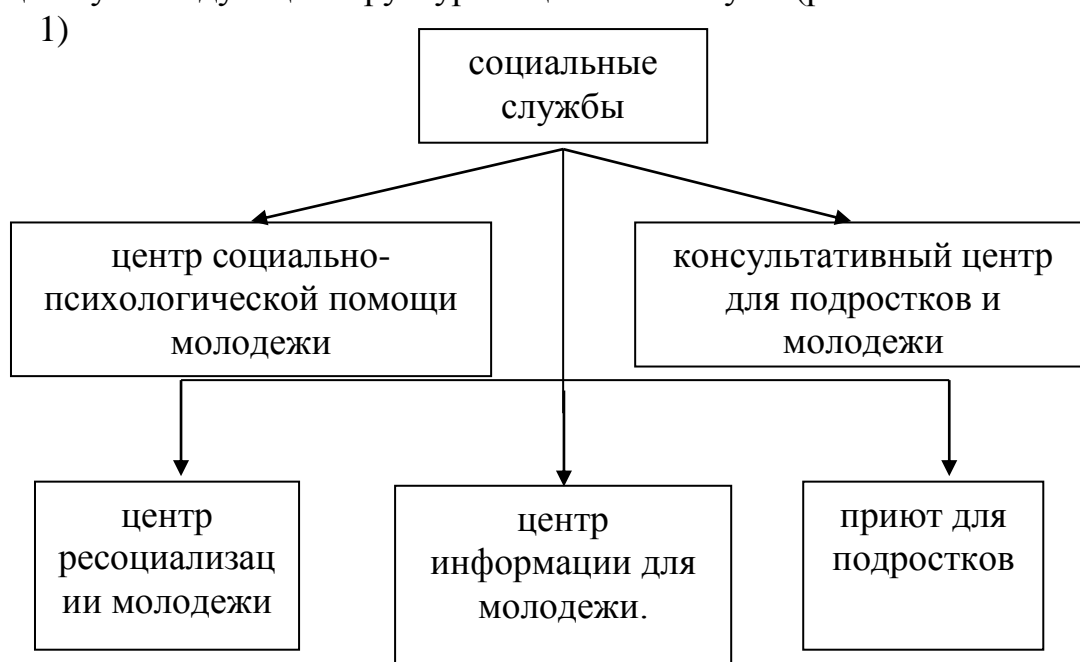 1)
социальные
службы
центр социально-
психологической помощи
молодежи
консультативный центр
для подростков и
молодежи
центр
ресоциализац
ии молодежи
центр
информации для
молодежи.
приют для
подростков